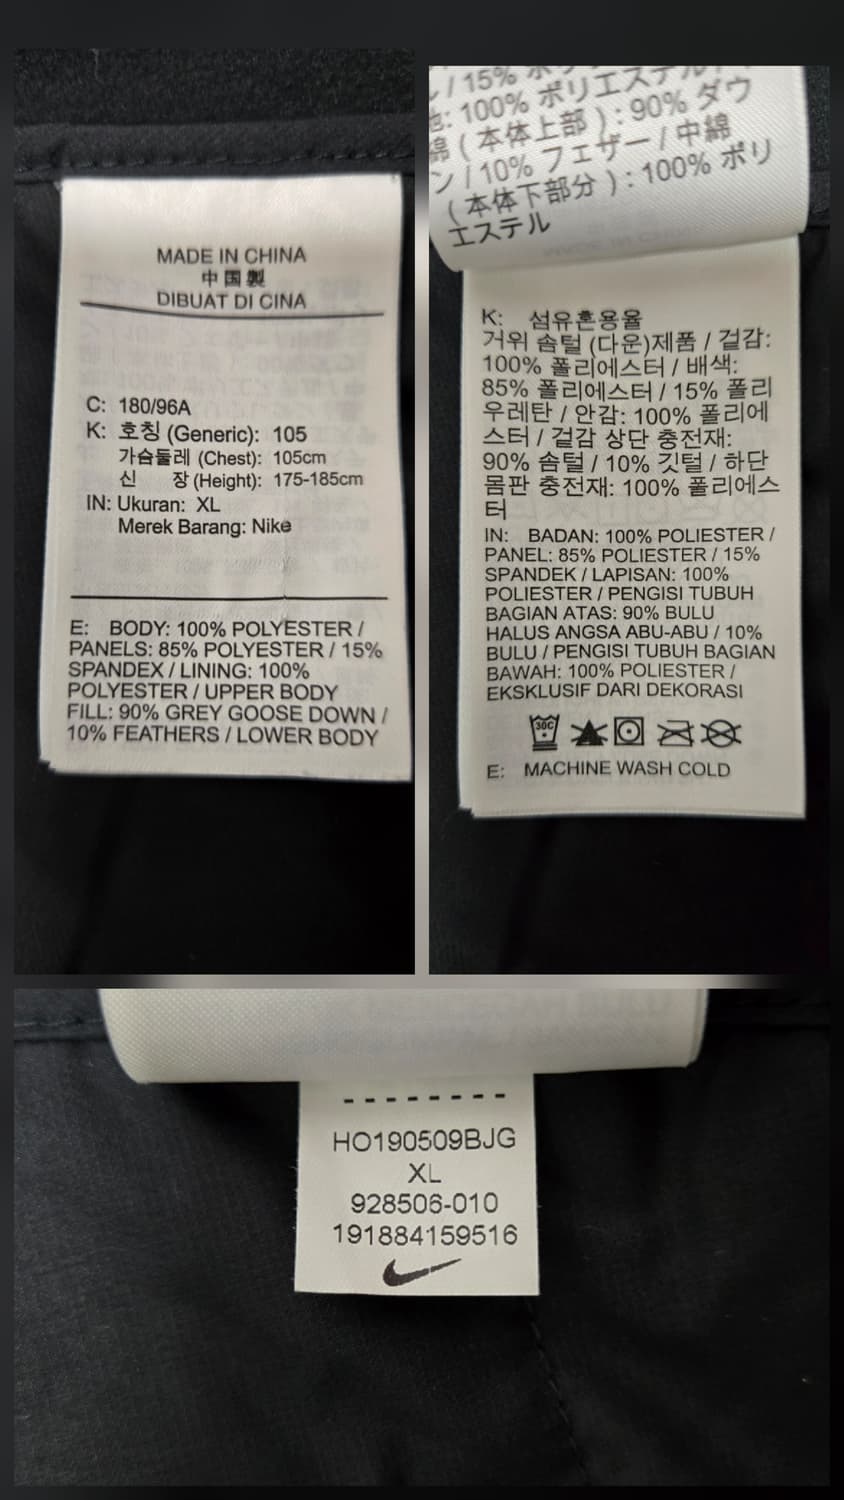 MADE IN CHINA
中国製
DIBUAT DI CINA
C: 180/96A
K: 호칭 (Generic): 105
가슴둘레 (Chest): 105cm
신 장 (Height): 175-185cm
IN: Ukuran: XL
Merek Barang: Nike
E: BODY: 100% POLYESTER /
PANELS: 85% POLYESTER / 15%
SPANDEX / LINING: 100%
POLYESTER / UPPER BODY
FILL: 90% GREY GOOSE DOWN /
10% FEATHERS / LOWER BODY
/ 15%
: 100% ポリエステル
綿 ( 本体上部 ) : 90% ダウ
ン / 10% フェザー / 中綿
( 本体下部分 ) : 100% ポリ
エステル
K: 섬유혼용율
거위 솜털 (다운)제품 / 겉감:
100% 폴리에스터 / 배색:
85% 폴리에스터 / 15% 폴리
우레탄 / 안감: 100% 폴리에
스터 / 겉감 상단 충전재:
90% 솜털 / 10% 깃털 / 하단
몸판 충전재: 100% 폴리에스
터
IN: BADAN: 100% POLIESTER /
PANEL: 85% POLIESTER / 15%
SPANDEK / LAPISAN: 100%
POLIESTER / PENGISI TUBUH
BAGIAN ATAS: 90% BULU
HALUS ANGSA ABU-ABU / 10%
BULU / PENGISI TUBUH BAGIAN
BAWAH: 100% POLIESTER /
EKSKLUSIF DARI DEKORASI
30C
E: MACHINE WASH COLD
HO190509BJG
XL
928506-010
191884159516